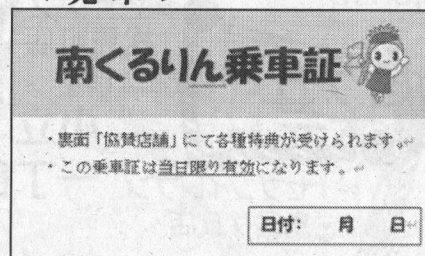 南くるりん乗車証
・裏面「協賛店舗」にて各種特典が受けられます。
・この乗車証は当日限り有効になります。
日付：　月　日